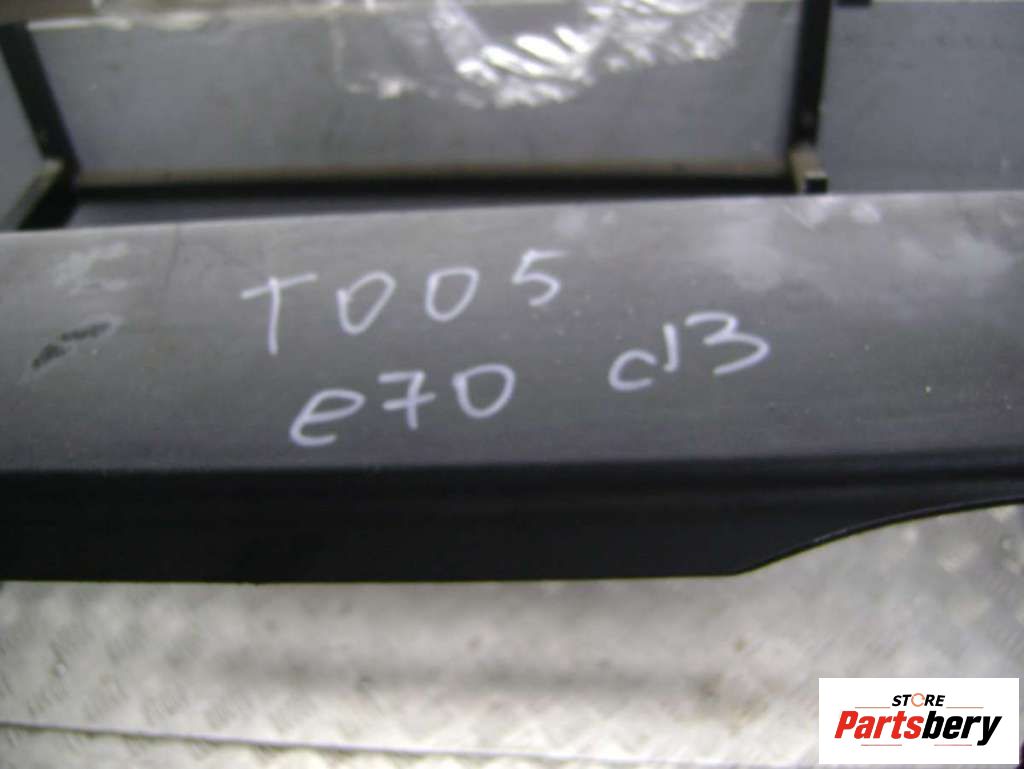 T005
e70 d3
STORE
Partsbery